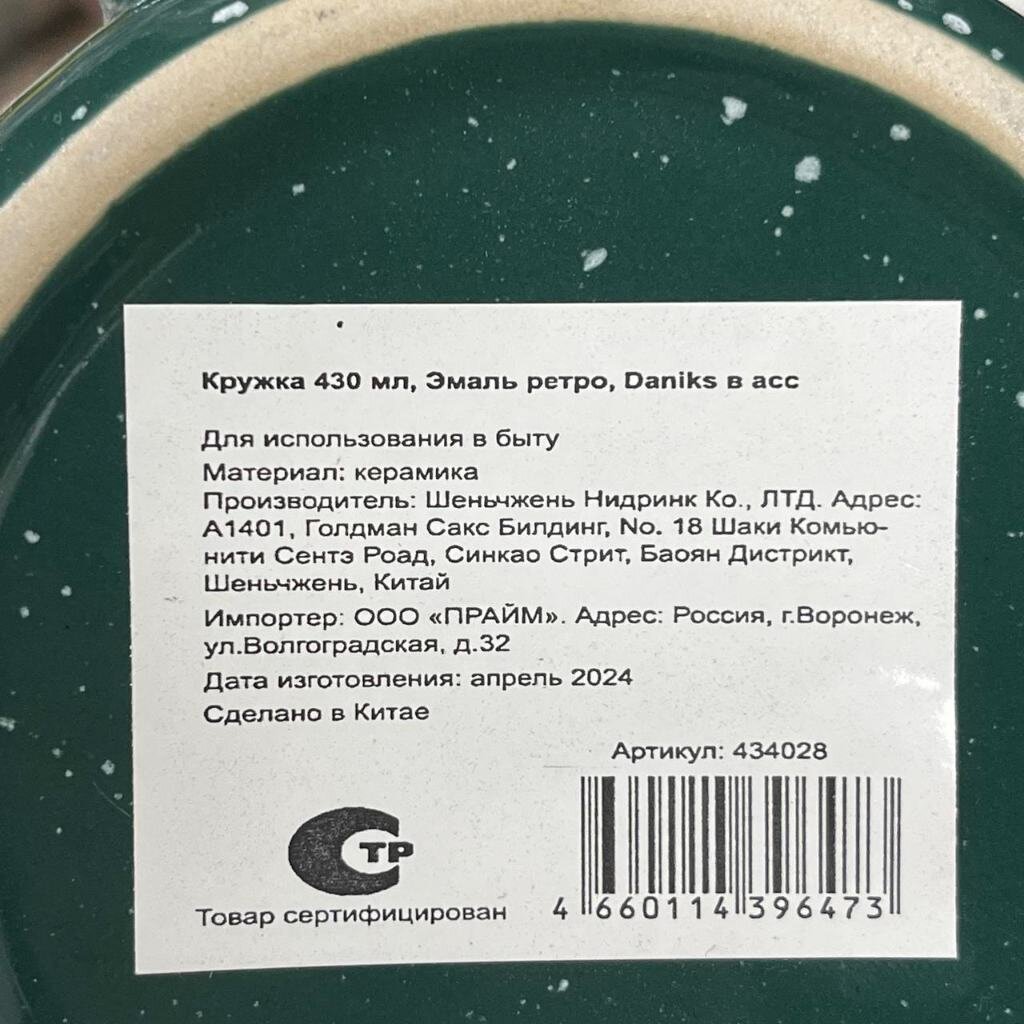 Кружка 430 мл, Эмаль ретро, Daniks в асс
Для использования в быту
Материал: керамика
Производитель: Шеньчжень Нидринк Ко., ЛТД. Адрес:
А1401, Голдман Сакс Билдинг, No. 18 Шаки Комью-
нити Сентэ Роад, Синкао Стрит, Баоян Дистрикт,
Шеньчжень, Китай
Импортер: ООО «ПРАЙМ». Адрес: Россия, г.Воронеж,
ул.Волгоградская, д.32
Дата изготовления: апрель 2024
Сделано в Китае
Артикул: 434028
СТР
Товар сертифицирован
4 660114 396473